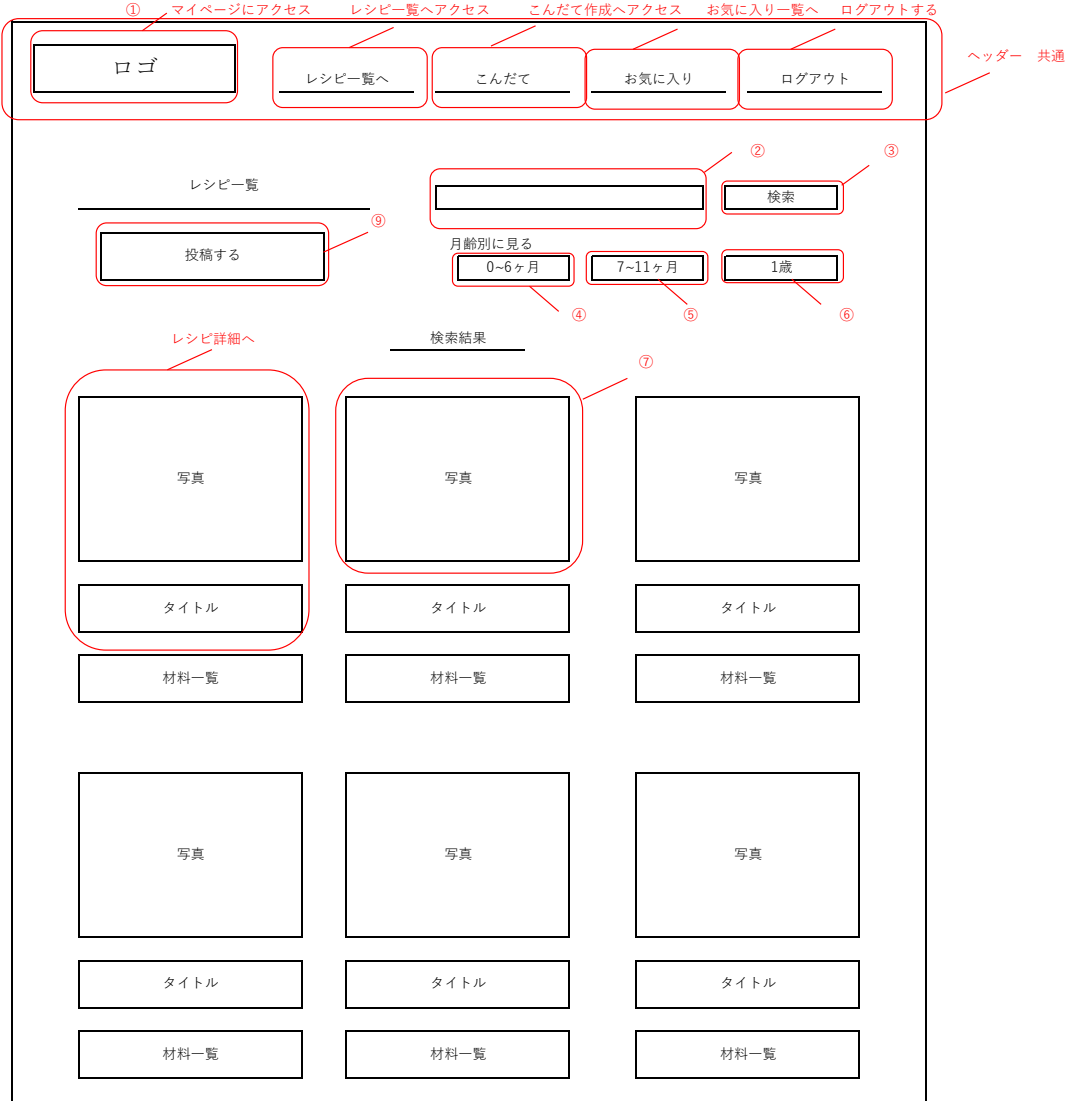 ① マイページにアクセス レシピ一覧へアクセス こんだて作成へアクセス お気に入り一覧へ ログアウトする
ヘッダー 共通
ロゴ
レシピ一覧へ こんだて お気に入り ログアウト
② ③
レシピ一覧 検索
⑨
投稿する
月齢別に見る
0~6ヶ月 7~11ヶ月 1歳
④ ⑤ ⑥
レシピ詳細へ 検索結果
⑦
写真 写真 写真
タイトル タイトル タイトル
材料一覧 材料一覧 材料一覧
写真 写真 写真
タイトル タイトル タイトル
材料一覧 材料一覧 材料一覧